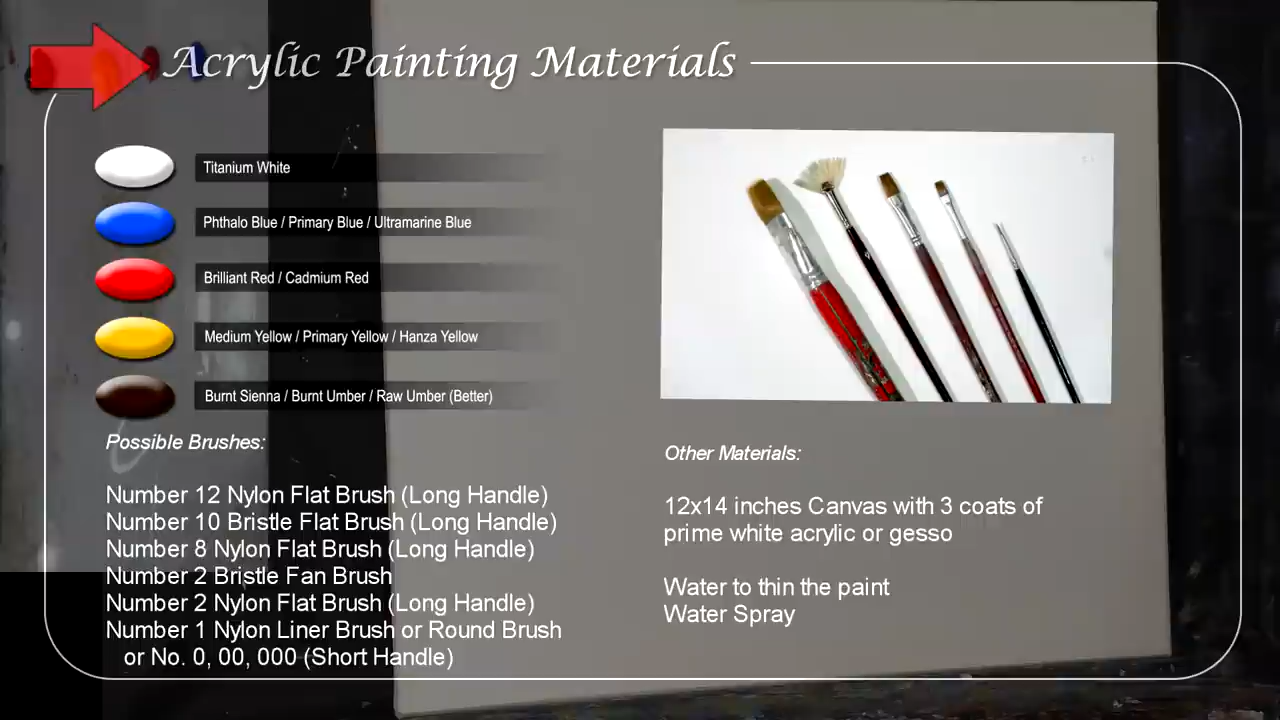 Acrylic Painting Materials
Titanium White
Phthalo Blue / Primary Blue / Ultramarine Blue
Brilliant Red / Cadmium Red
Medium Yellow / Primary Yellow / Hanza Yellow
Burnt Sienna / Burnt Umber / Raw Umber (Better)
Possible Brushes:
Number 12 Nylon Flat Brush (Long Handle)
Number 10 Bristle Flat Brush (Long Handle)
Number 8 Nylon Flat Brush (Long Handle)
Number 2 Bristle Fan Brush
Number 2 Nylon Flat Brush (Long Handle)
Number 1 Nylon Liner Brush or Round Brush
or No. 0, 00, 000 (Short Handle)
Other Materials:
12x14 inches Canvas with 3 coats of
prime white acrylic or gesso
Water to thin the paint
Water Spray